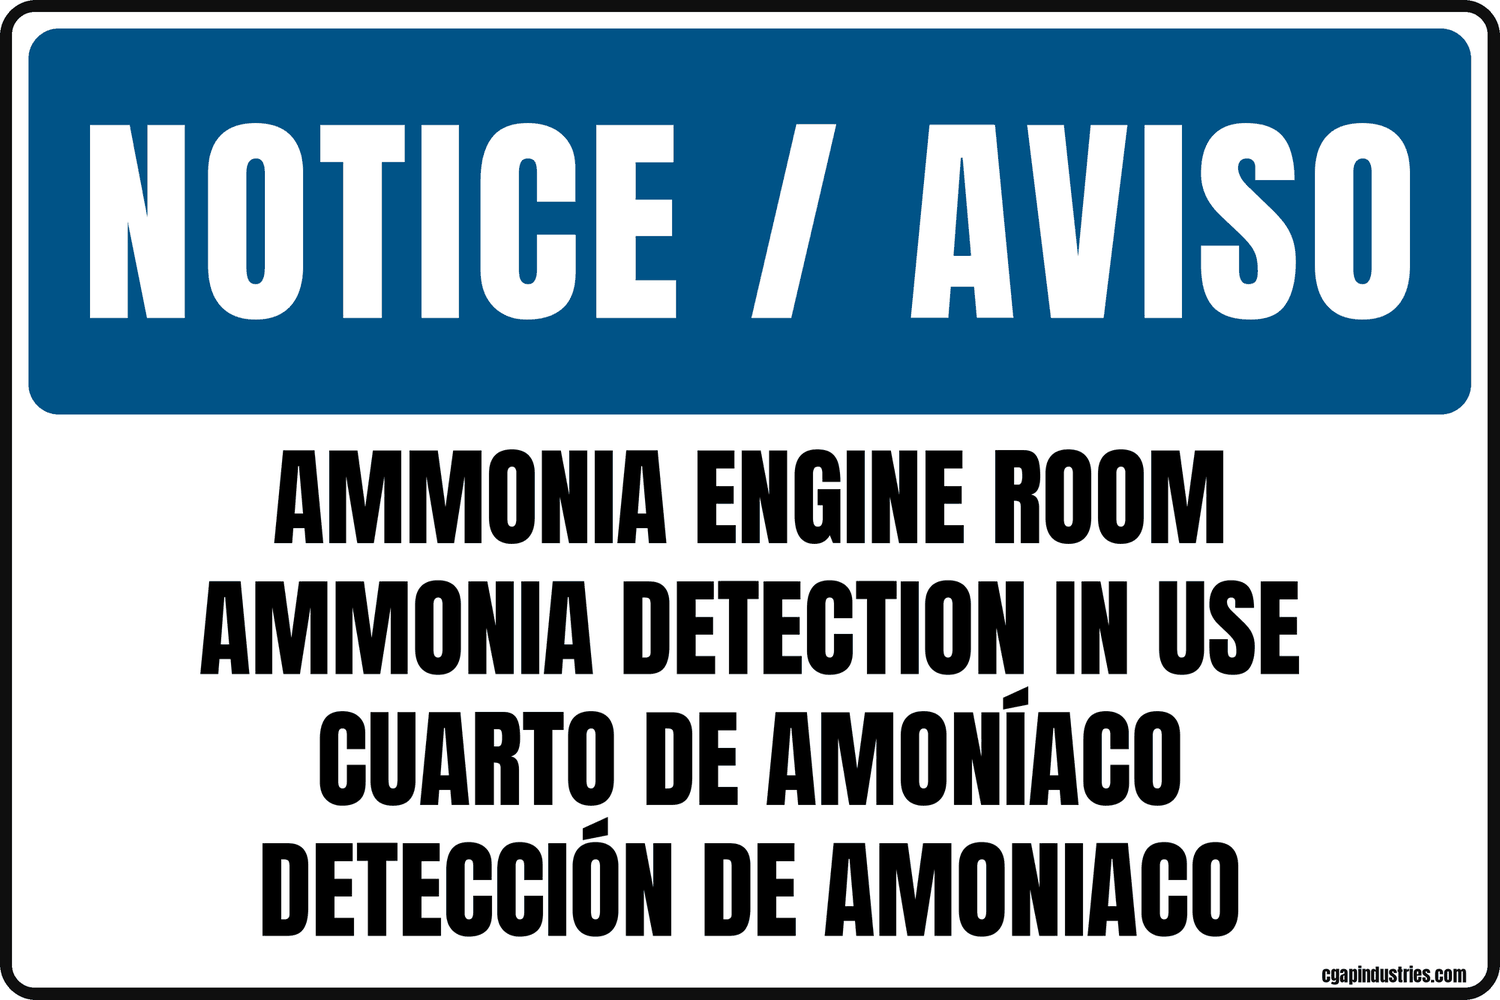 NOTICE / AVISO
AMMONIA ENGINE ROOM
AMMONIA DETECTION IN USE
CUARTO DE AMONÍACO
DETECCIÓN DE AMONIACO
cgapindustries.com